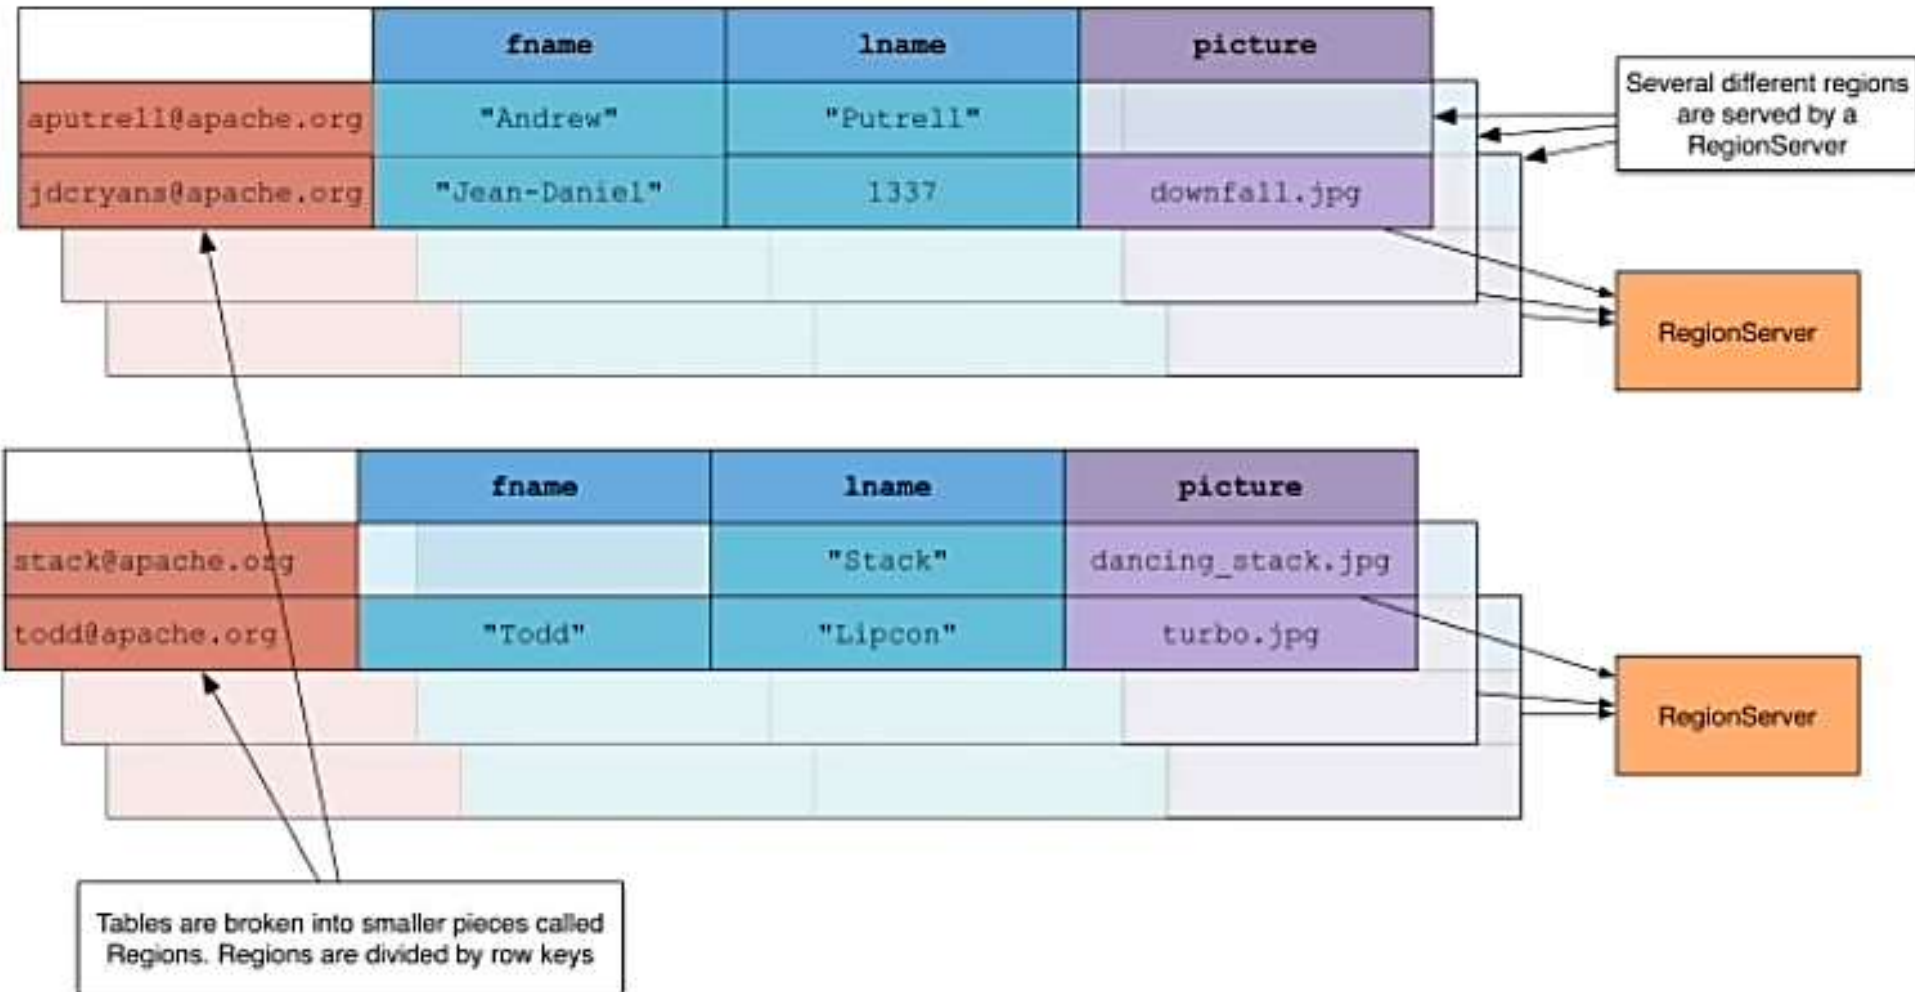 fname lname picture
aputrell@apache.org "Andrew" "Putrell"
jdcryans@apache.org "Jean-Daniel" 1337 downfall.jpg
Several different regions
are served by a
RegionServer
RegionServer
fname lname picture
stack@apache.org "Stack" dancing_stack.jpg
todd@apache.org "Todd" "Lipcon" turbo.jpg
RegionServer
Tables are broken into smaller pieces called
Regions. Regions are divided by row keys